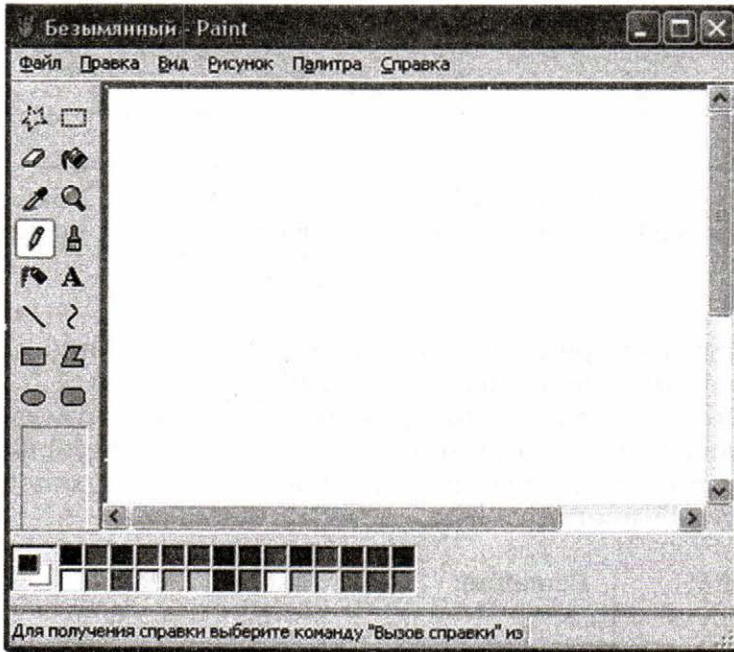 Безымянный - Paint
Файл Правка Вид Рисунок Палитра Справка
A
Для получения справки выберите команду "Вызов справки" из